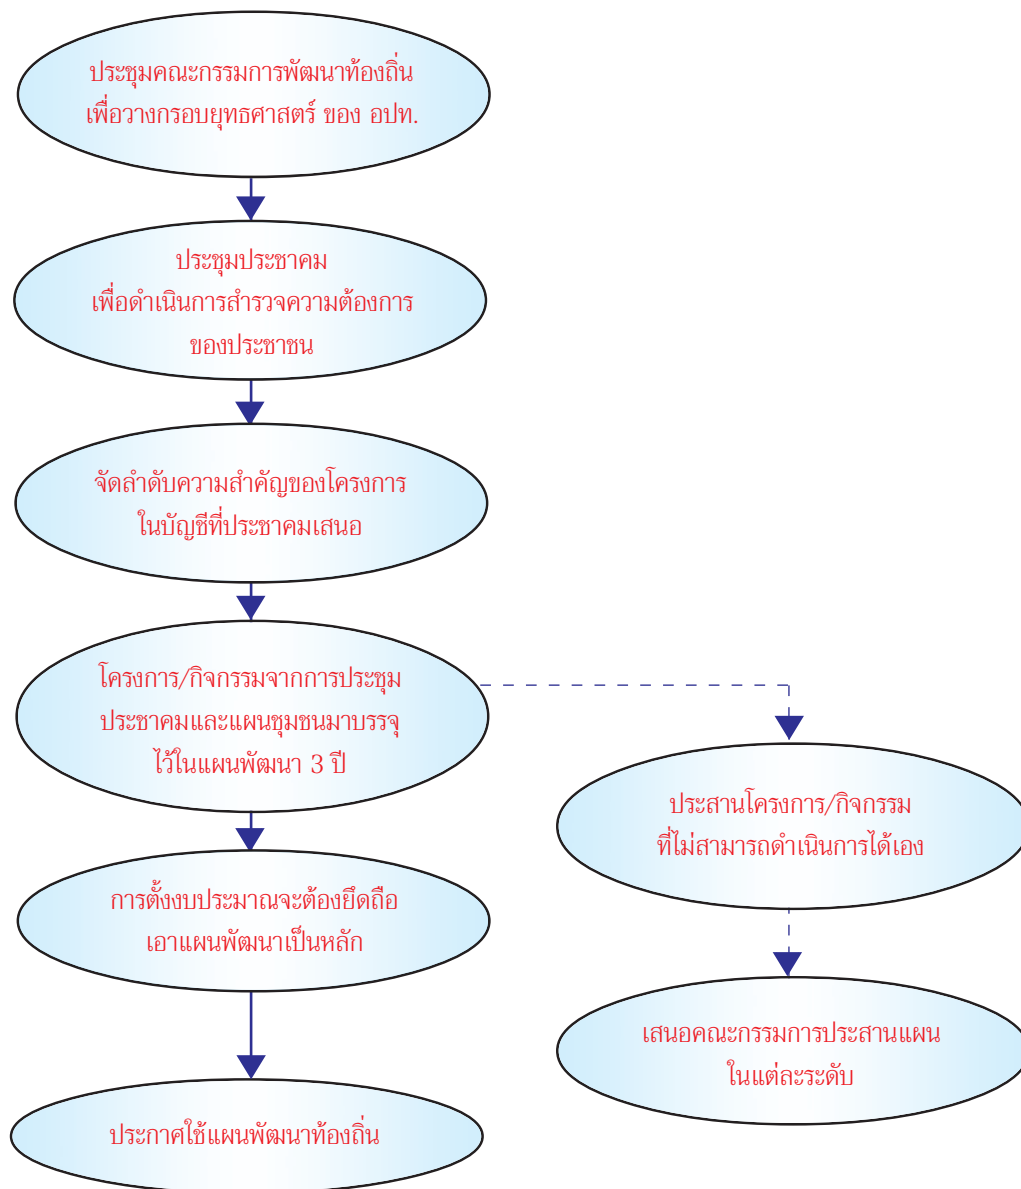 ประชุมคณะกรรมการพัฒนาท้องถิ่น
เพื่อวางกรอบยุทธศาสตร์ ของ อปท.
ประชุมประชาคม
เพื่อดำเนินการสำรวจความต้องการ
ของประชาชน
จัดลำดับความสำคัญของโครงการ
ในบัญชีที่ประชาคมเสนอ
โครงการ/กิจกรรมจากการประชุม
ประชาคมและแผนชุมชนมาบรรจุ
ไว้ในแผนพัฒนา 3 ปี
ประสานโครงการ/กิจกรรม
ที่ไม่สามารถดำเนินการได้เอง
การตั้งงบประมาณจะต้องยึดถือ
เอาแผนพัฒนาเป็นหลัก
เสนอคณะกรรมการประสานแผน
ในแต่ละระดับ
ประกาศใช้แผนพัฒนาท้องถิ่น